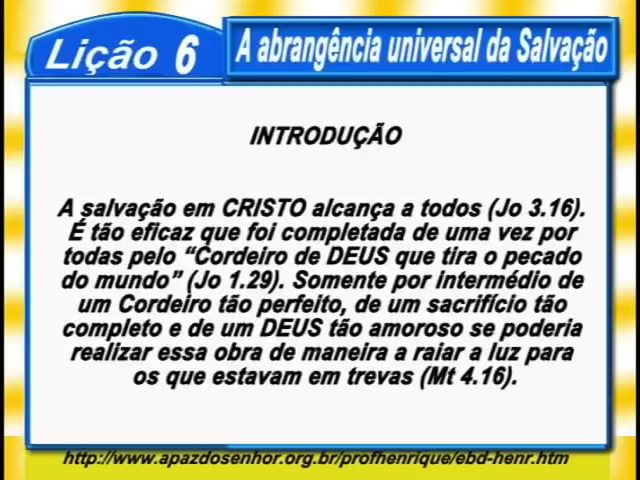 Lição 6
A abrangência universal da Salvação
INTRODUÇÃO
A salvação em CRISTO alcança a todos (Jo 3.16).
É tão eficaz que foi completada de uma vez por
todas pelo “Cordeiro de DEUS que tira o pecado
do mundo” (Jo 1.29). Somente por intermédio de
um Cordeiro tão perfeito, de um sacrifício tão
completo e de um DEUS tão amoroso se poderia
realizar essa obra de maneira a raiar a luz para
os que estavam em trevas (Mt 4.16).
http://www.apazdosenhor.org.br/profhenrique/ebd-henr.htm